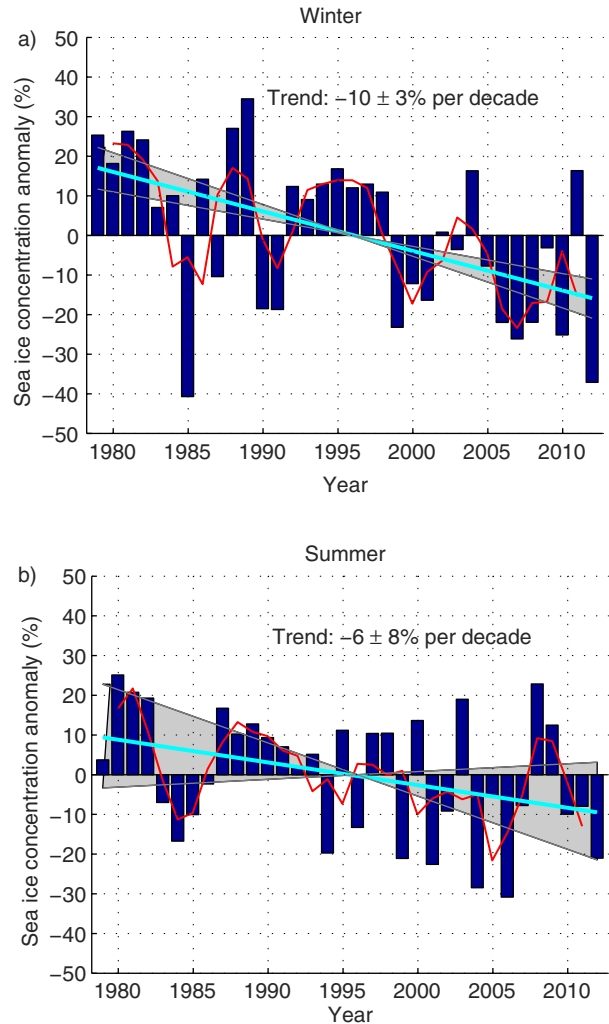 Winter
a)
50
40
30
20
10
0
−10
−20
−30
−40
−50
Sea ice concentration anomaly (%)
Trend: −10 ± 3% per decade
1980 1985 1990 1995 2000 2005 2010
Year
Summer
b)
50
40
30
20
10
0
−10
−20
−30
−40
−50
Sea ice concentration anomaly (%)
Trend: −6 ± 8% per decade
1980 1985 1990 1995 2000 2005 2010
Year